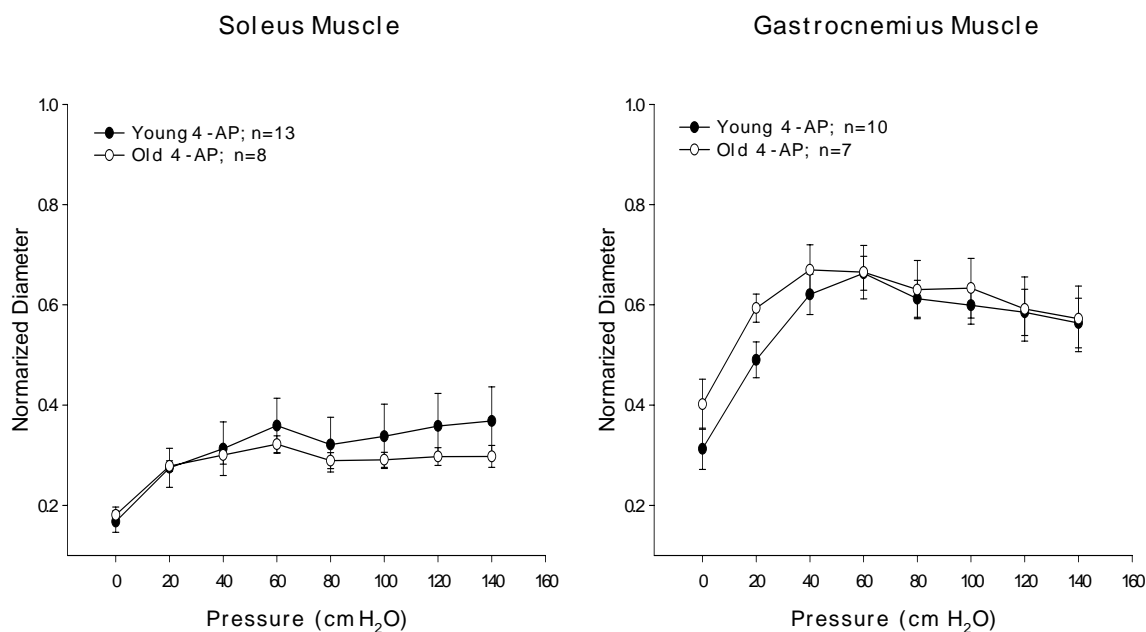 Soleus Muscle
Gastrocnemius Muscle
1.0
0.8
0.6
0.4
0.2
Normarized Diameter
Young 4-AP; n=13
Old 4-AP; n=8
0 20 40 60 80 100 120 140 160
Pressure (cm H₂O)
1.0
0.8
0.6
0.4
0.2
Normarized Diameter
Young 4-AP; n=10
Old 4-AP; n=7
0 20 40 60 80 100 120 140 160
Pressure (cm H₂O)